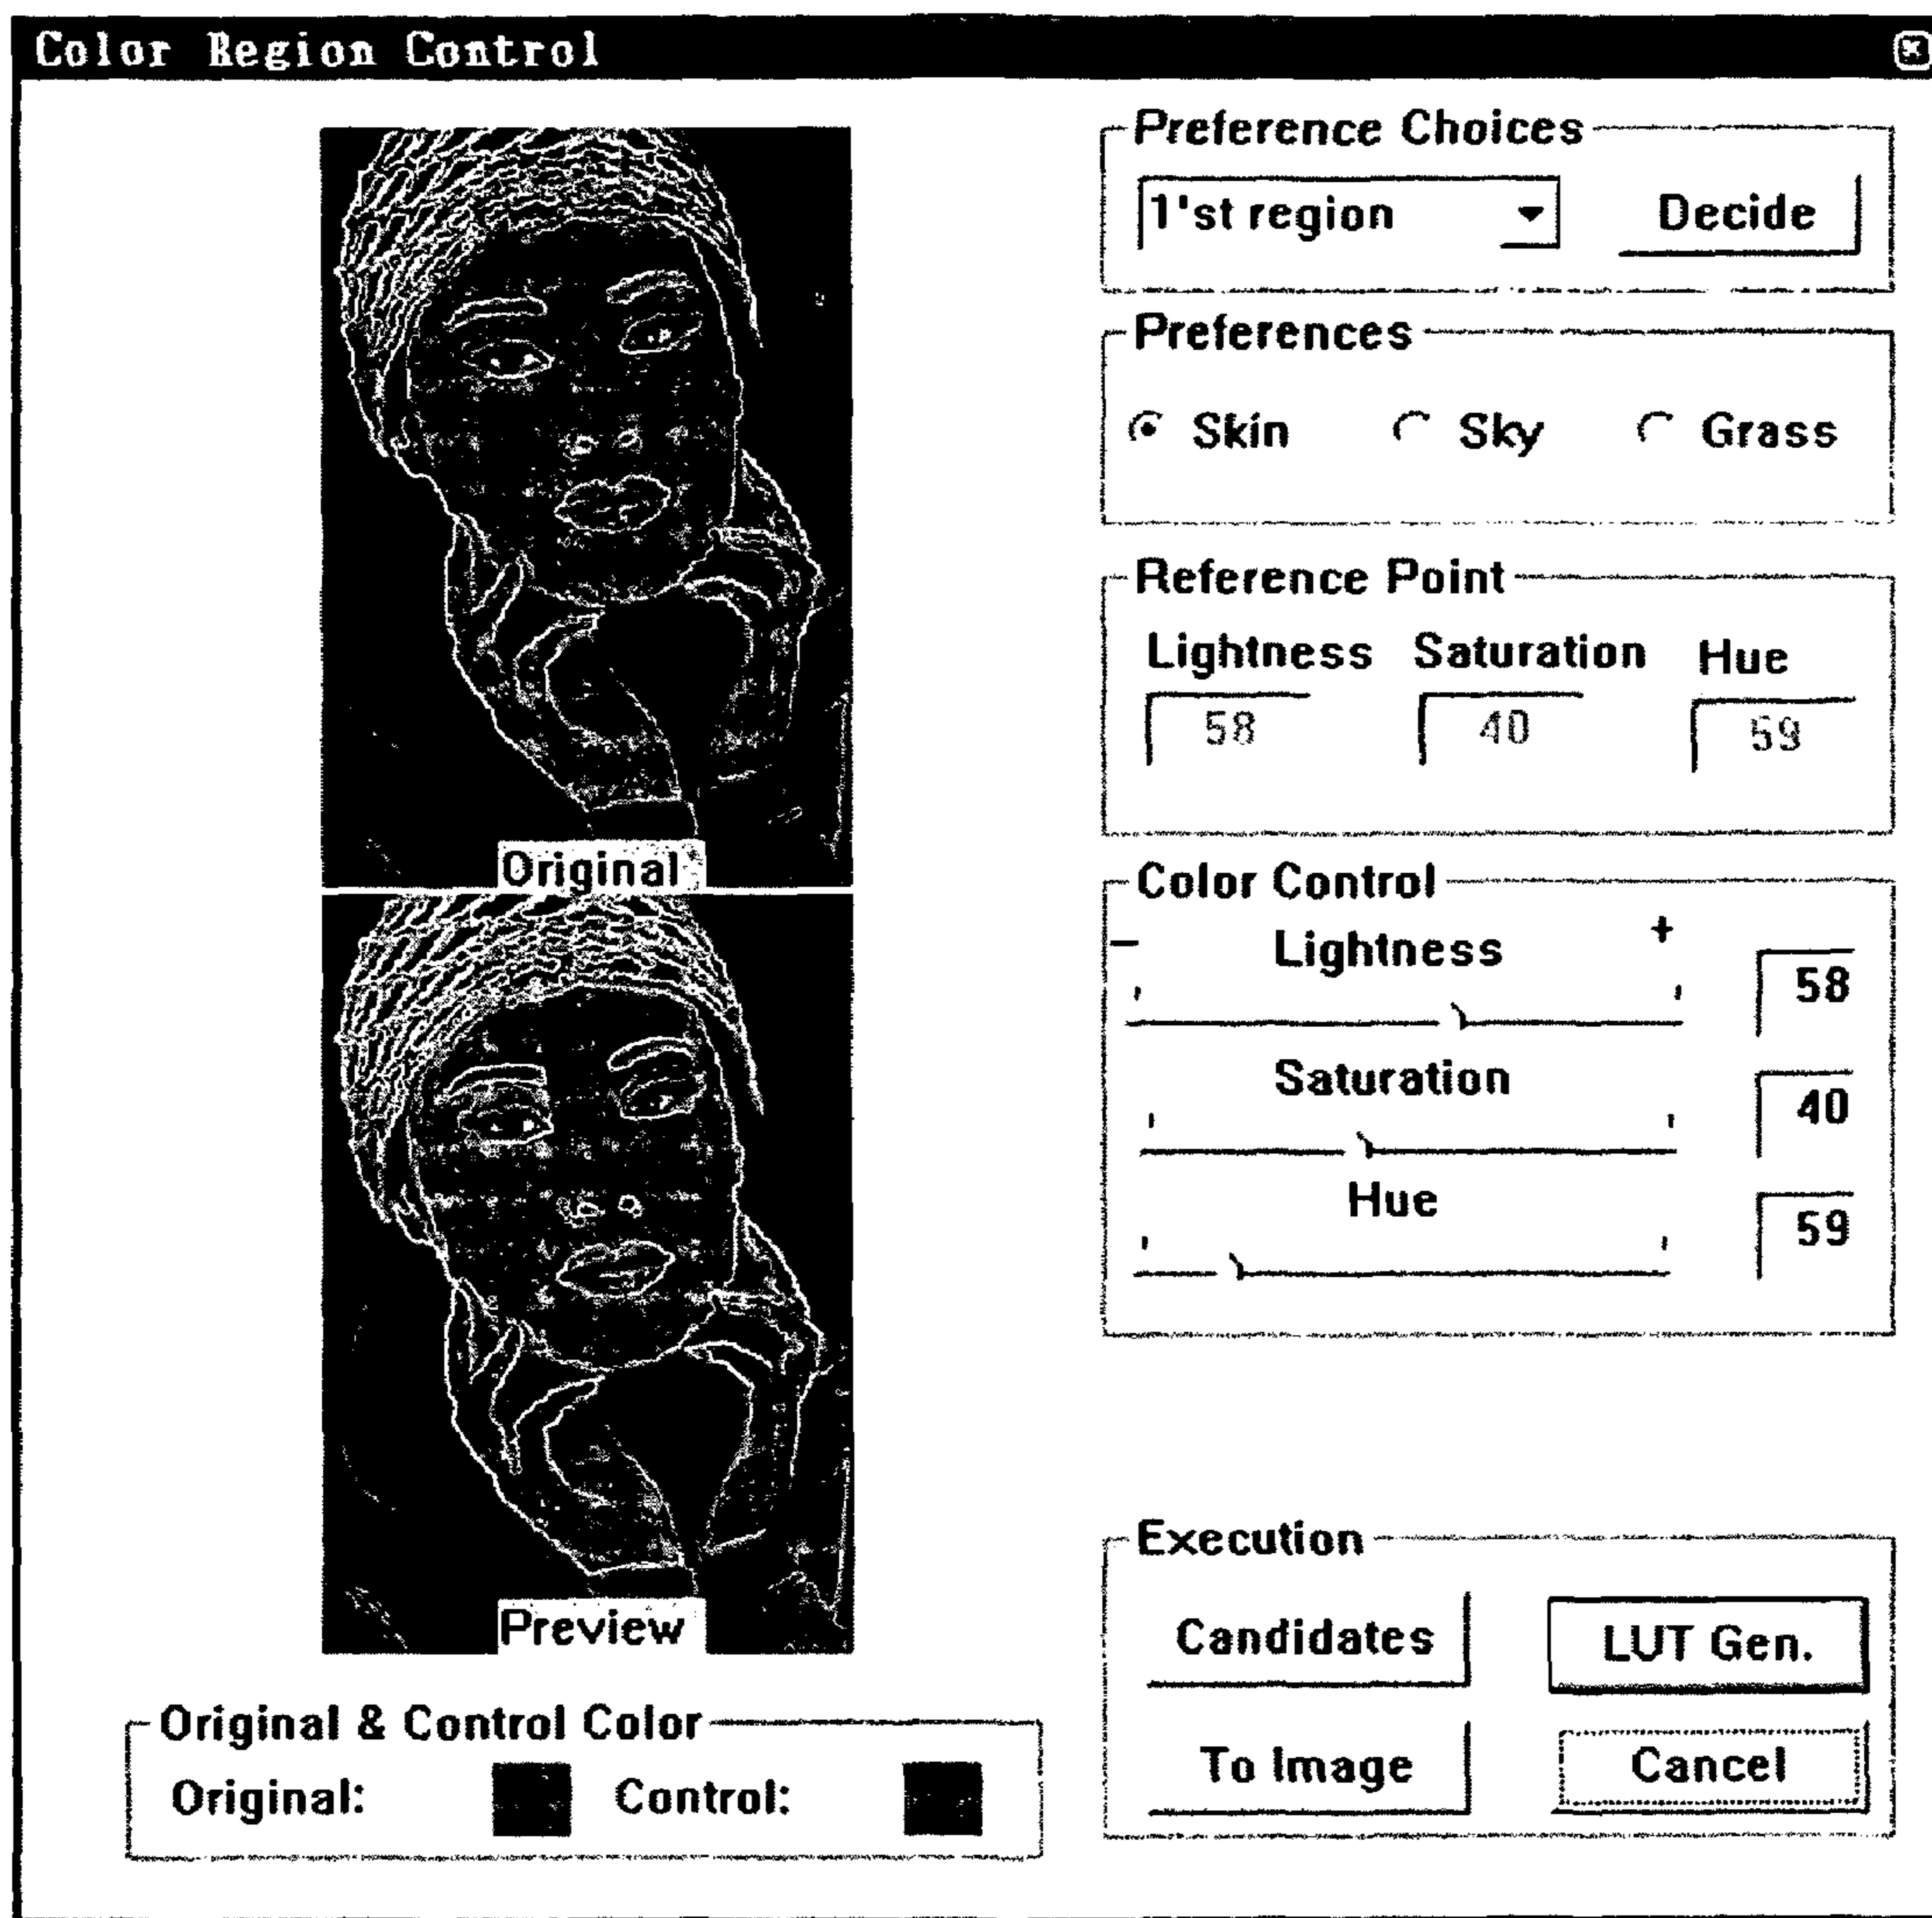 Color Region Control
Original
Preview
Original & Control Color
Original: Control:
Preference Choices
1'st region Decide
Preferences
Skin Sky Grass
Reference Point
Lightness Saturation Hue
58 40 59
Color Control
− Lightness +
58
Saturation
40
Hue
59
Execution
Candidates LUT Gen.
To Image Cancel